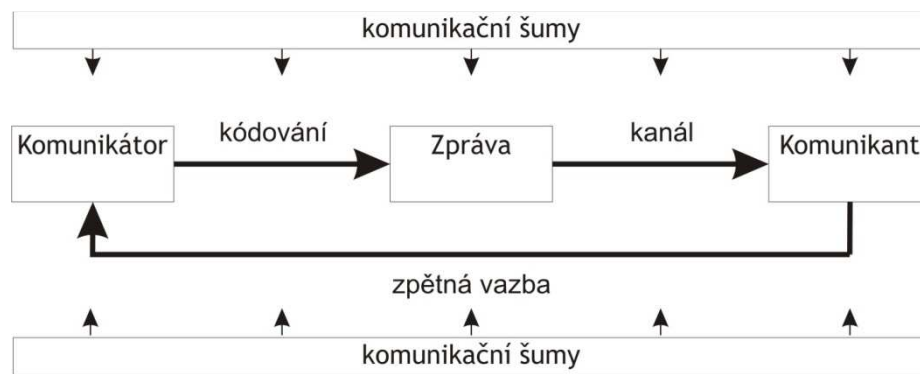 komunikační šumy
kódování
kanál
Komunikátor
Zpráva
Komunikant
zpětná vazba
komunikační šumy